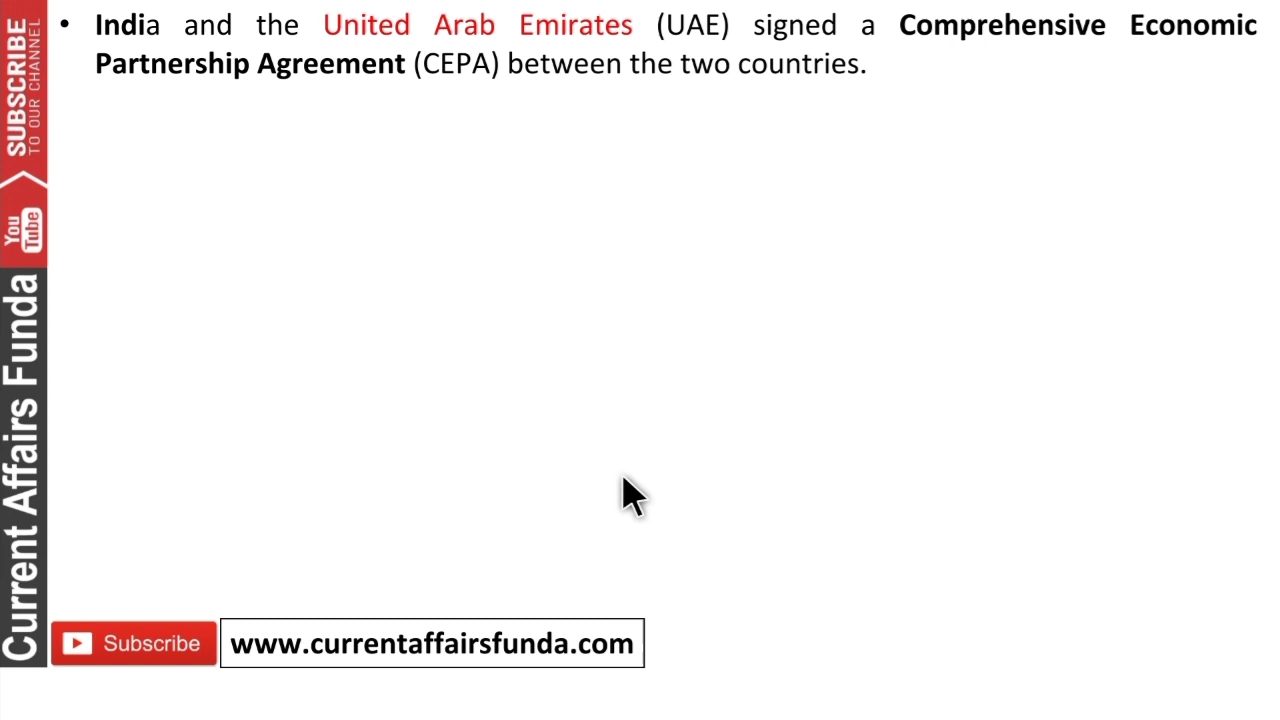 • India and the United Arab Emirates (UAE) signed a Comprehensive Economic
Partnership Agreement (CEPA) between the two countries.
SUBSCRIBE
TO OUR CHANNEL
You
Tube
Current Affairs Funda
Subscribe
www.currentaffairsfunda.com